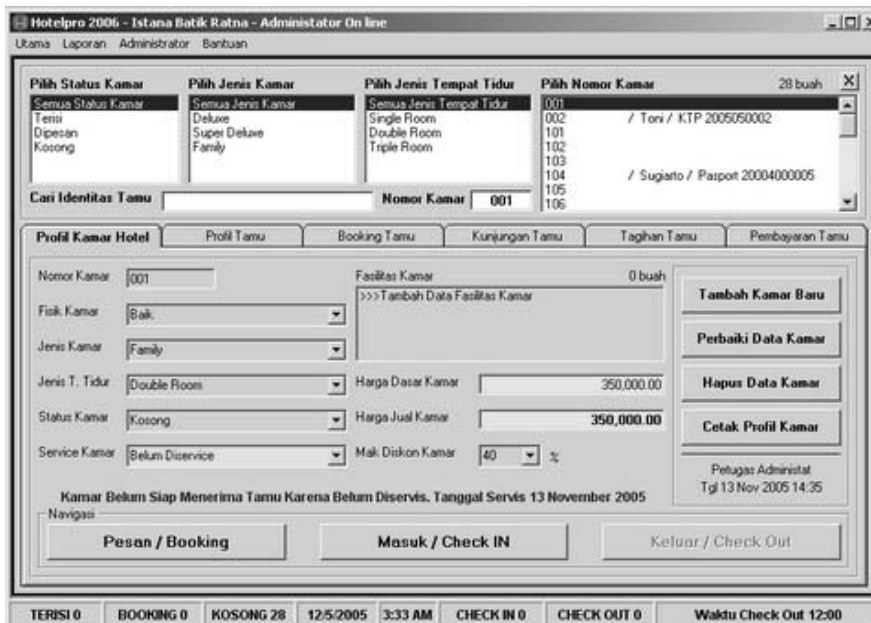 Hotelpro 2006 - Istana Batik Ratna - Administator On line
Utama Laporan Administrator Bantuan
Pilih Status Kamar Pilih Jenis Kamar Pilih Jenis Tempat Tidur Pilih Nomor Kamar 28 buah
Semua Status Kamar Semua Jenis Kamar Semua Jenis Tempat Tidur 001
Terisi Deluxe Single Room 002 / Toni / KTP 2005050002
Dipesan Super Deluxe Double Room 101
Kosong Family Triple Room 102
103
104 / Sugiarto / Pasport 20004000005
105
106
Cari Identitas Tamu Nomor Kamar 001
Profil Kamar Hotel Profil Tamu Booking Tamu Kunjungan Tamu Tagihan Tamu Pembayaran Tamu
Nomor Kamar 001 Fasilitas Kamar 0 buah
>>>Tambah Data Fasilitas Kamar
Tambah Kamar Baru
Fisik Kamar Baik
Perbaiki Data Kamar
Jenis Kamar Family
Jenis T. Tidur Double Room Harga Dasar Kamar 350,000.00 Hapus Data Kamar
Status Kamar Kosong Harga Jual Kamar 350,000.00 Cetak Profil Kamar
Service Kamar Belum Diservice Mak Diskon Kamar 40 %
Petugas Administat
Tgl 13 Nov 2005 14:35
Kamar Belum Siap Menerima Tamu Karena Belum Diservis. Tanggal Servis 13 November 2005
Navigasi
Pesan / Booking Masuk / Check IN Keluar / Check Out
TERISI 0 BOOKING 0 KOSONG 28 12/5/2005 3:33 AM CHECK IN 0 CHECK OUT 0 Waktu Check Out 12:00